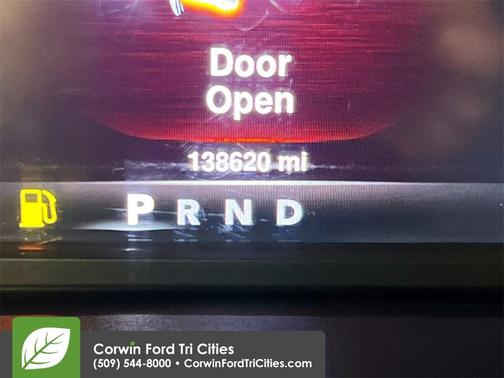 Door
Open
138620 mi
P R N D
Corwin Ford Tri Cities
(509) 544-8000 • CorwinFordTriCities.com